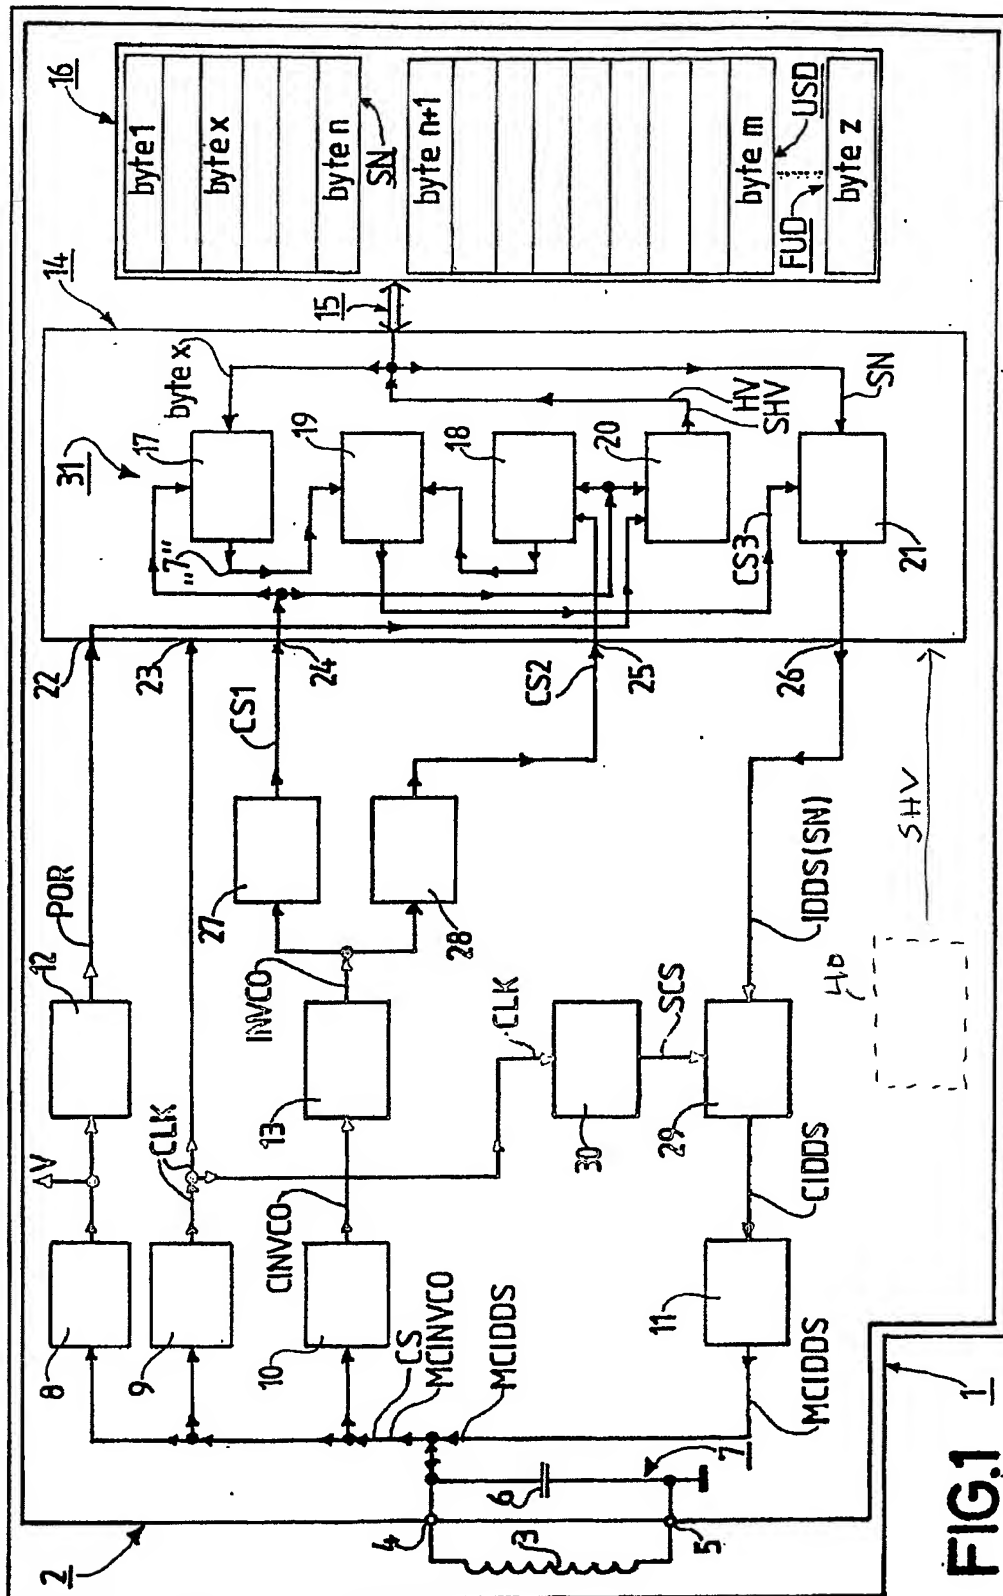 16
byte 1
byte x
byte n
SN
byte n+1
byte m
USD
FUD
byte z
14
15
byte x
31
17
19
18
20
HV
SHV
SN
"7"
CS3
21
22
23
24
25
26
CS1
CS2
POR
12
27
28
INVCO
13
CLK
CLK
30
SCS
IDDS(SN)
SHV
40
29
CIDDS
ΔV
8
9
10
CINVCO
CS
MCINVCO
MCIDDS
11
MCIDDS
2
4
3
5
6
7
1
FIG.1